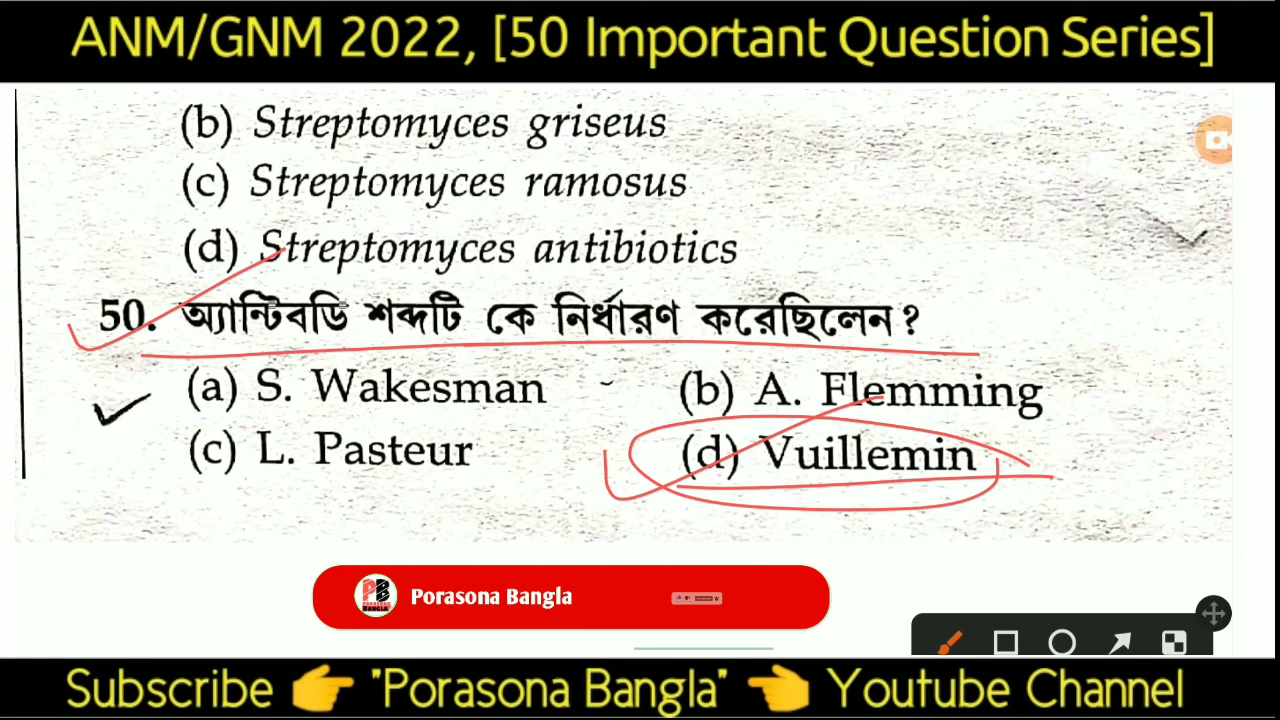 ANM/GNM 2022, [50 Important Question Series]
(b) Streptomyces griseus
(c) Streptomyces ramosus
(d) Streptomyces antibiotics
50. অ্যান্টিবডি শব্দটি কে নির্ধারণ করেছিলেন?
(a) S. Wakesman (b) A. Flemming
(c) L. Pasteur (d) Vuillemin
Porasona Bangla
Subscribe "Porasona Bangla" Youtube Channel